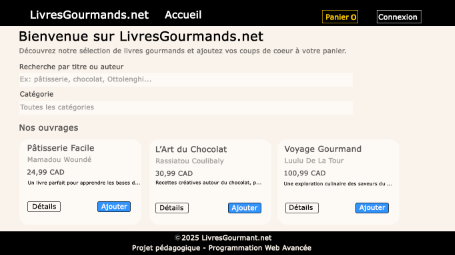 LivresGourmands.net Accueil Panier 0 Connexion
Bienvenue sur LivresGourmands.net
Découvrez notre sélection de livres gourmands et ajoutez vos coups de coeur à votre panier.
Recherche par titre ou auteur
Ex: pâtisserie, chocolat, Ottolenghi...
Catégorie
Toutes les catégories
Nos ouvrages
Pâtisserie Facile
Mamadou Woundé
24,99 CAD
Un livre parfait pour apprendre les bases d...
Détails Ajouter
L'Art du Chocolat
Rassiatou Coulibaly
30,99 CAD
Recettes créatives autour du chocolat, p...
Détails Ajouter
Voyage Gourmand
Luulu De La Tour
100,99 CAD
Une exploration culinaire des saveurs du ...
Détails Ajouter
©2025 LivresGourmant.net
Projet pédagogique - Programmation Web Avancée